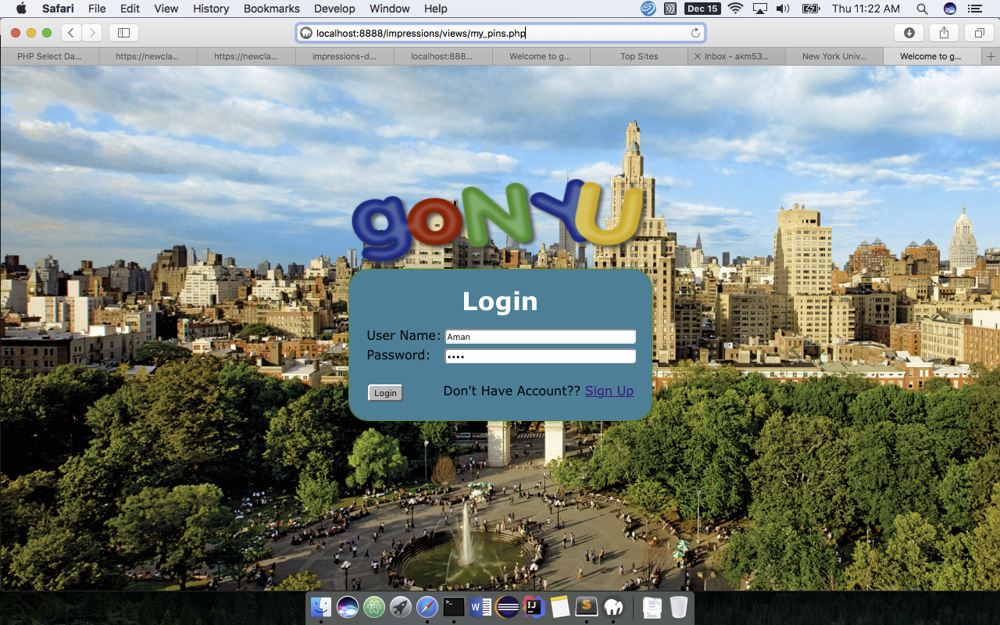 Safari File Edit View History Bookmarks Develop Window Help Dec 15 Thu 11:22 AM
localhost:8888/impressions/views/my_pins.php
PHP Select Da... https://newcla... https://newcla... impressions-d... localhost:888... Welcome to g... Top Sites Inbox - akm53... New York Univ... Welcome to g...
goNYU
Login
User Name: Aman
Password: ••••
Login Don't Have Account?? Sign Up